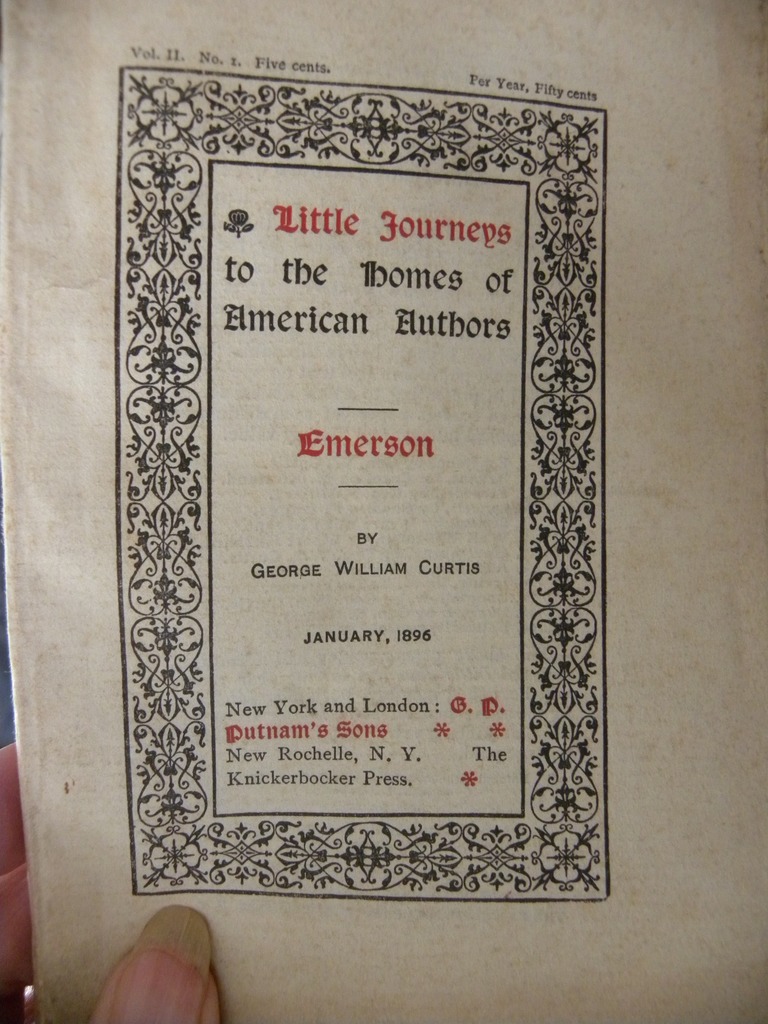 Vol. II. No. 1. Five cents.
Per Year, Fifty cents
Little Journeys
to the Homes of
American Authors
Emerson
BY
GEORGE WILLIAM CURTIS
JANUARY, 1896
New York and London: G. P.
Putnam's Sons * *
New Rochelle, N. Y. The
Knickerbocker Press. *